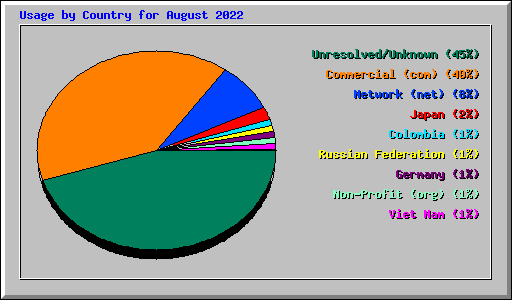 Usage by Country for August 2022
Unresolved/Unknown (45%)
Commercial (com) (40%)
Network (net) (8%)
Japan (2%)
Colombia (1%)
Russian Federation (1%)
Germany (1%)
Non-Profit (org) (1%)
Viet Nam (1%)